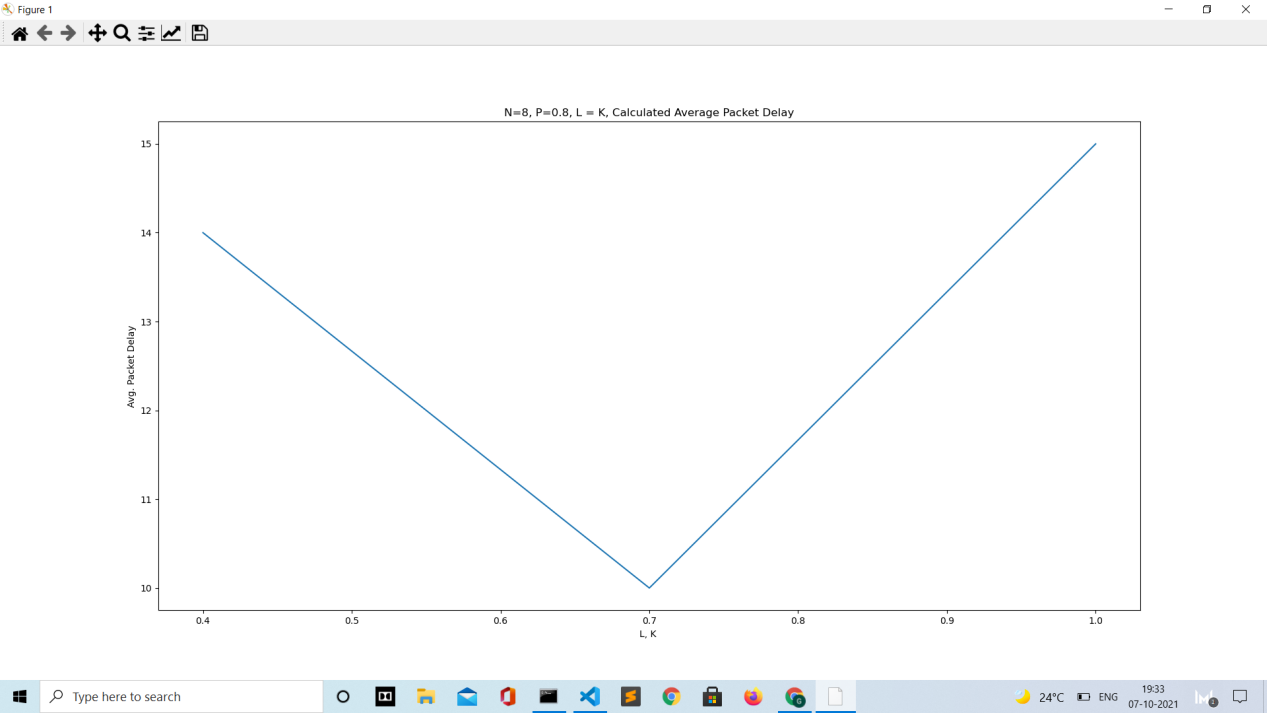 Figure 1
N=8, P=0.8, L = K, Calculated Average Packet Delay
15
14
13
12
11
10
Avg. Packet Delay
0.4 0.5 0.6 0.7 0.8 0.9 1.0
L, K
Type here to search
24°C ENG 19:33
07-10-2021